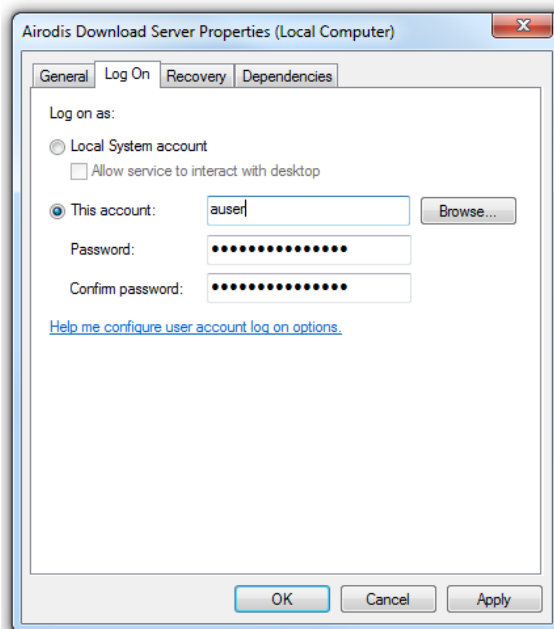 Airodis Download Server Properties (Local Computer)
General Log On Recovery Dependencies
Log on as:
Local System account
Allow service to interact with desktop
This account: auser Browse...
Password: •••••••••••••••
Confirm password: •••••••••••••••
Help me configure user account log on options.
OK Cancel Apply